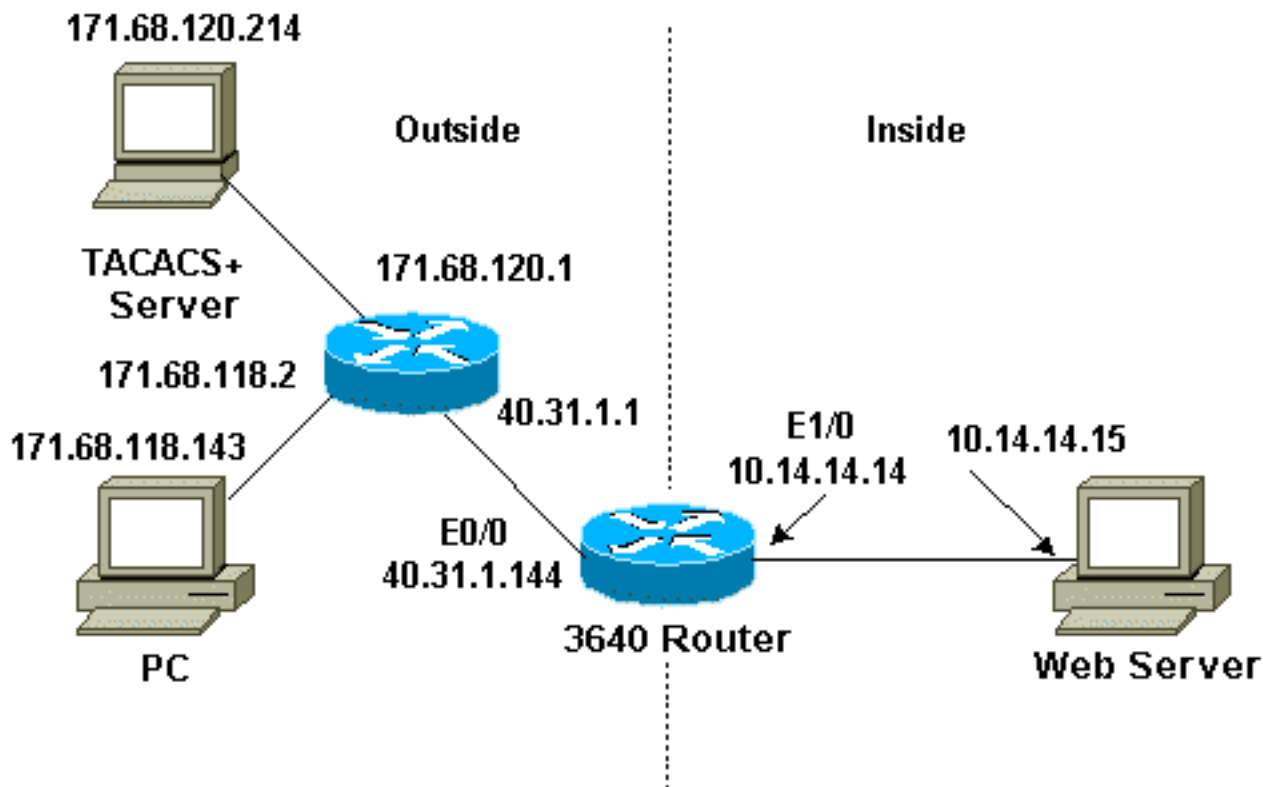 171.68.120.214
Outside
Inside
TACACS+
Server
171.68.120.1
171.68.118.2
40.31.1.1
171.68.118.143
E1/0
10.14.14.14
10.14.14.15
E0/0
40.31.1.144
3640 Router
PC
Web Server